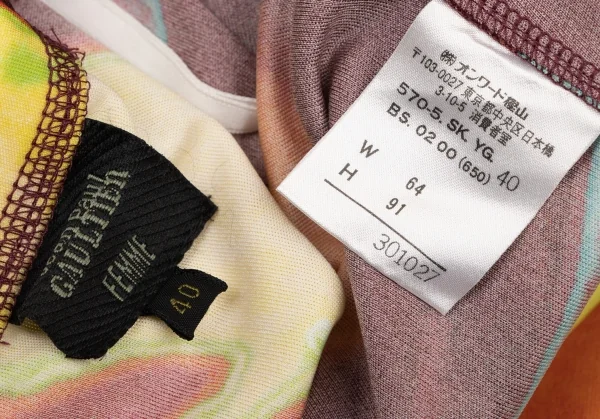 JEAN PAUL
GAULTIER
FEMME
40
㈱オンワード樫山
〒103-0027 東京都中央区日本橋
3-10-5 消費者室
570-5. SK. YG.
BS. 02 00 (650) 40
W 64
H 91
301027